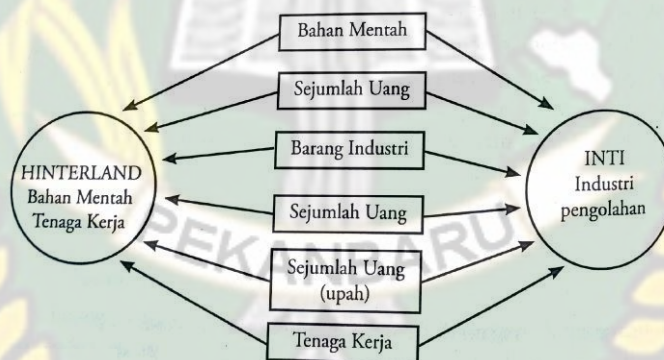 Bahan Mentah
Sejumlah Uang
Barang Industri
Sejumlah Uang
Sejumlah Uang
(upah)
Tenaga Kerja
HINTERLAND
Bahan Mentah
Tenaga Kerja
INTI
Industri
pengolahan
PEKANBARU